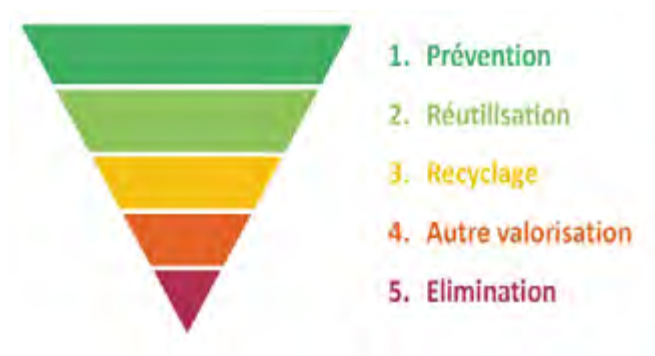 1. Prévention
2. Réutilisation
3. Recyclage
4. Autre valorisation
5. Elimination